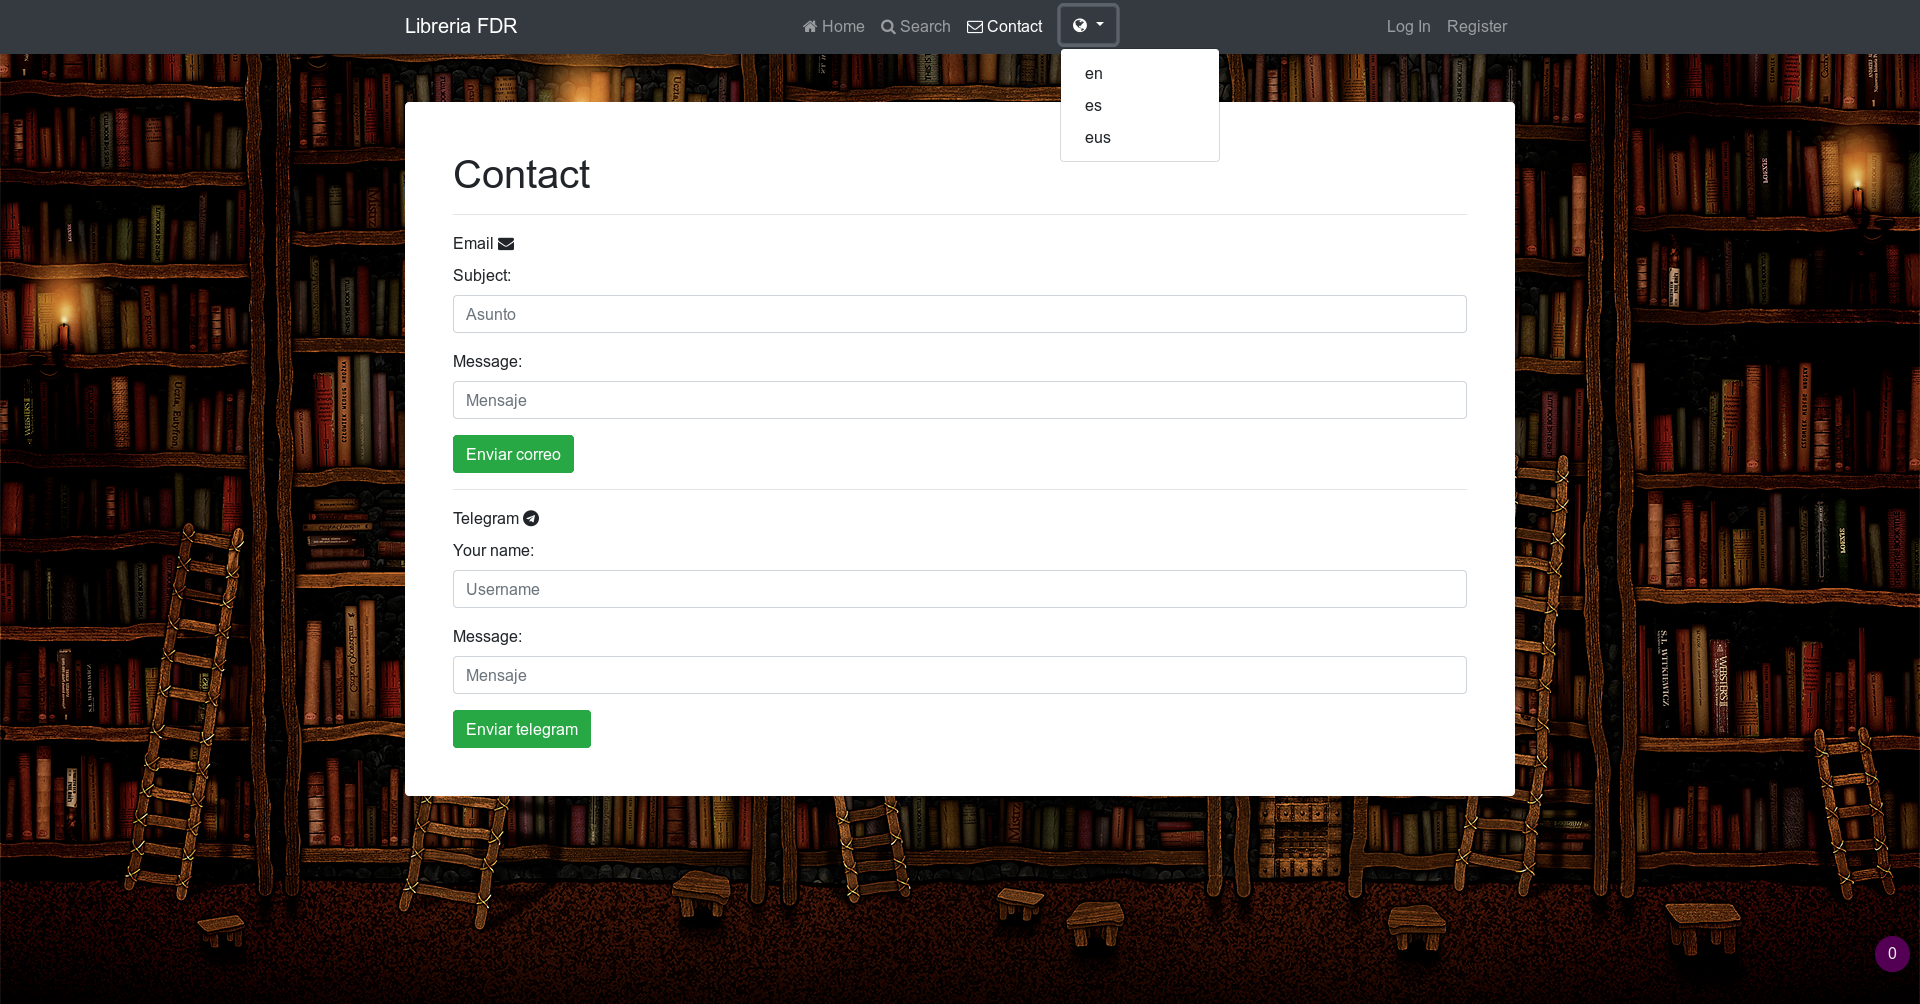 Libreria FDR
Home
Search
Contact
Log In
Register
en
es
eus
Contact
Email
Subject:
Asunto
Message:
Mensaje
Enviar correo
Telegram
Your name:
Username
Message:
Mensaje
Enviar telegram
0